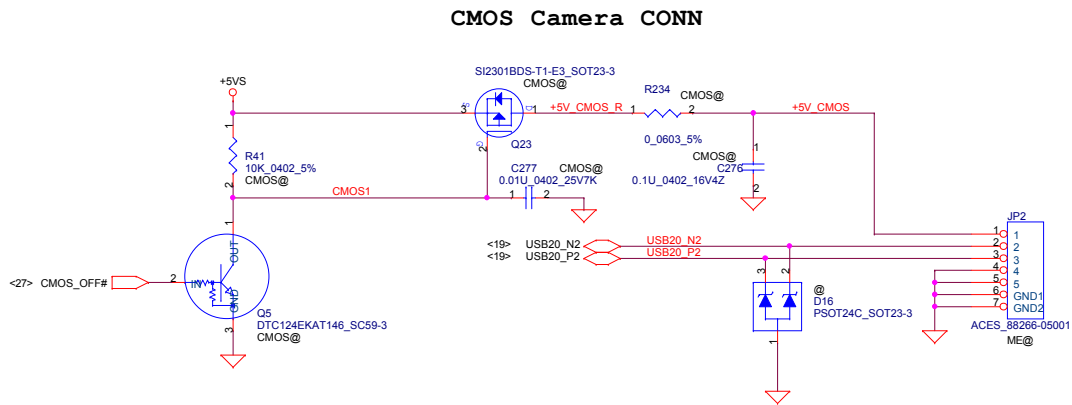 CMOS Camera CONN
+5VS
SI2301BDS-T1-E3_SOT23-3
CMOS@
3
S
D
1
+5V_CMOS_R
G
2
Q23
R234
CMOS@
1
2
0_0603_5%
+5V_CMOS
1
R41
10K_0402_5%
CMOS@
2
CMOS1
C277
CMOS@
0.01U_0402_25V7K
1
2
1
CMOS@
C276
0.1U_0402_16V4Z
2
<19> USB20_N2
USB20_N2
<19> USB20_P2
USB20_P2
JP2
1 1
2 2
3 3
4 4
5 5
6 GND1
7 GND2
ACES_88266-05001
ME@
3
2
@
D16
PSOT24C_SOT23-3
1
1
OUT
<27> CMOS_OFF#
2
IN
GND
3
Q5
DTC124EKAT146_SC59-3
CMOS@